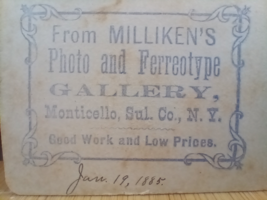 From MILLIKEN'S
Photo and Ferreotype
GALLERY,
Monticello, Sul. Co., N. Y.
Good Work and Low Prices.
Jan. 19, 1885.